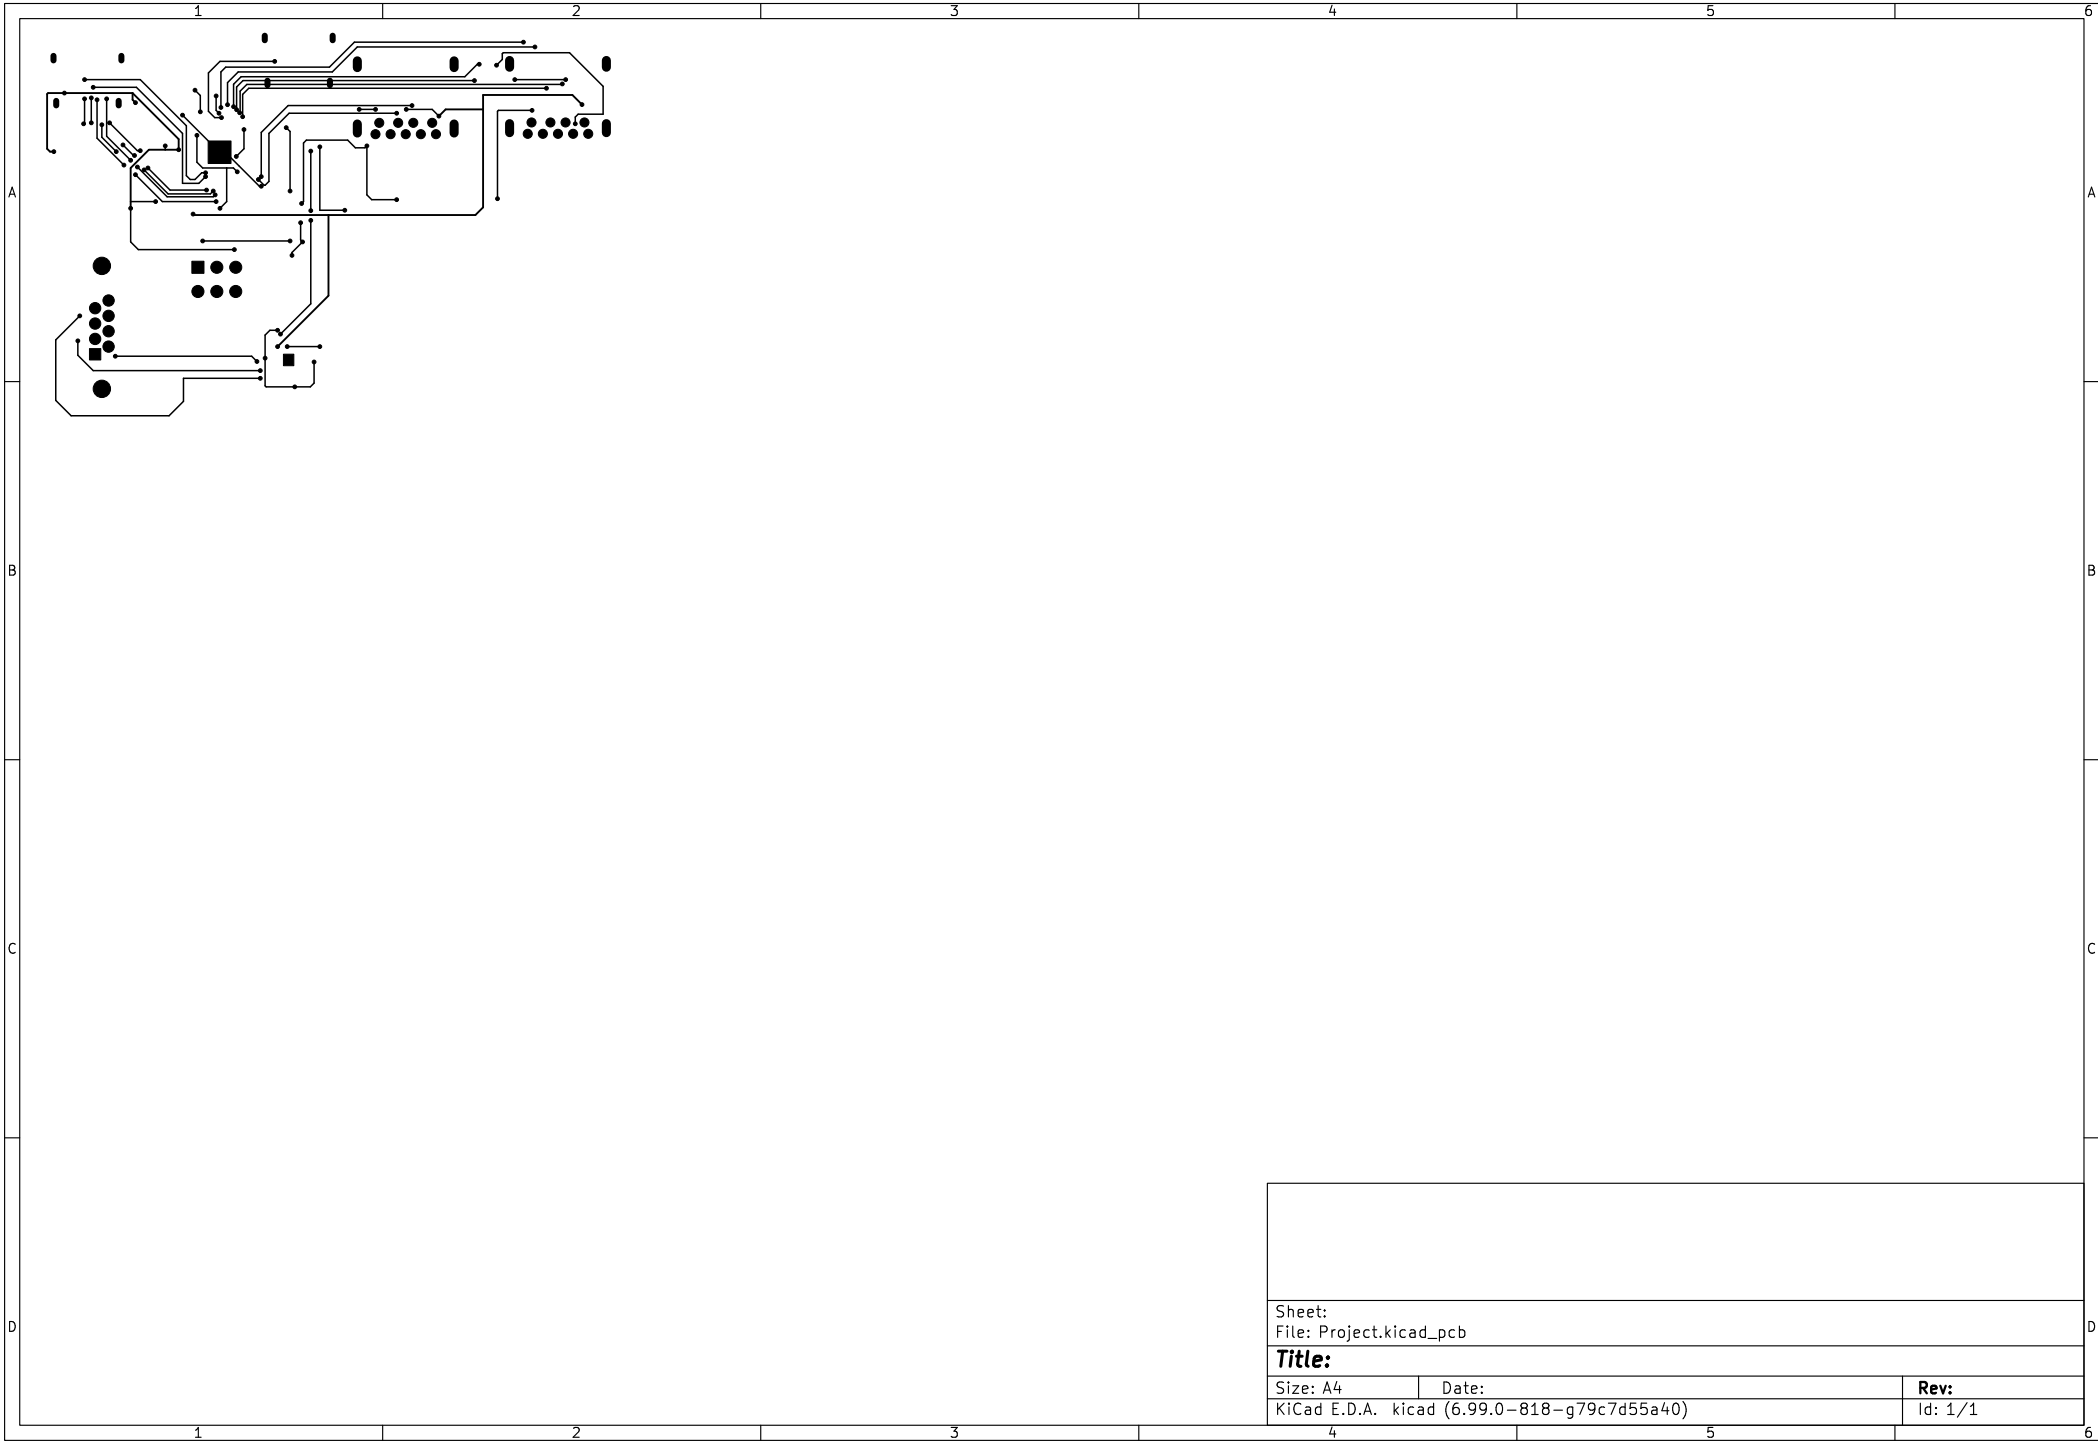 1 2 3 4 5 6
A A
B B
C C
D D
Sheet:
File: Project.kicad_pcb
Title:
Size: A4 Date: Rev:
KiCad E.D.A. kicad (6.99.0-818-g79c7d55a40) Id: 1/1
1 2 3 4 5 6